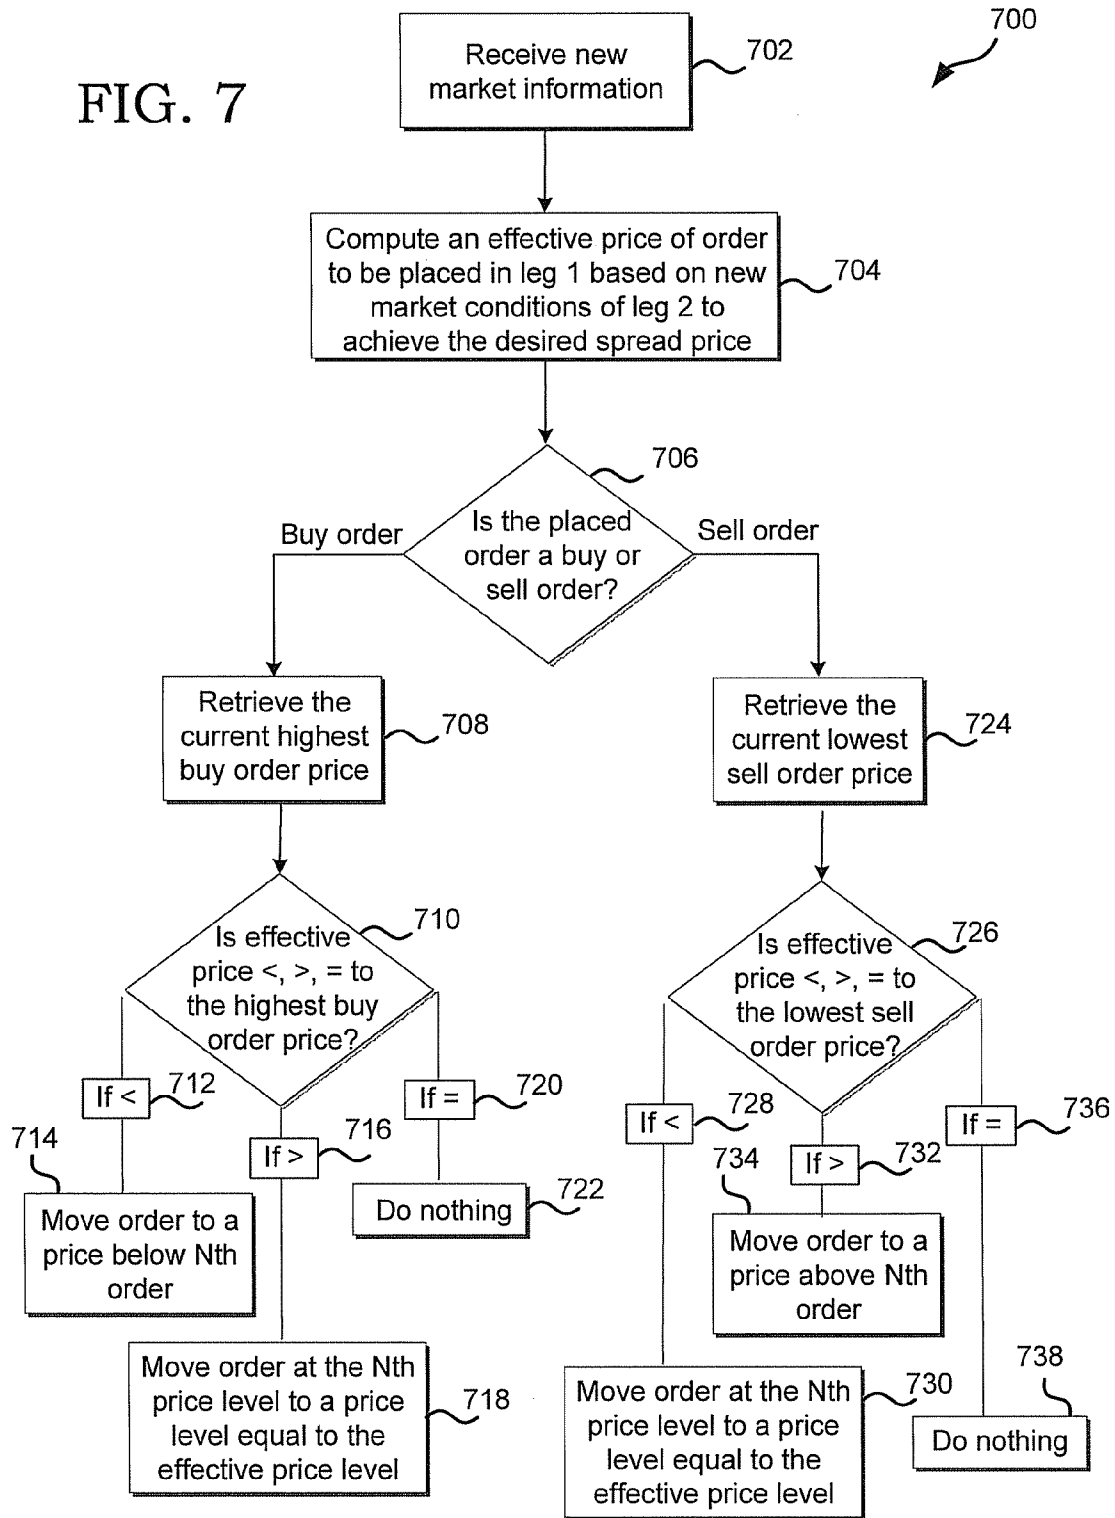 FIG. 7
700
Receive new
market information
702
Compute an effective price of order
to be placed in leg 1 based on new
market conditions of leg 2 to
achieve the desired spread price
704
706
Is the placed
order a buy or
sell order?
Buy order
Sell order
Retrieve the
current highest
buy order price
708
Retrieve the
current lowest
sell order price
724
710
Is effective
price <, >, = to
the highest buy
order price?
726
Is effective
price <, >, = to
the lowest sell
order price?
If <
712
If >
716
If =
720
If <
728
If >
732
If =
736
714
Move order to a
price below Nth
order
Do nothing
722
734
Move order to a
price above Nth
order
Move order at the Nth
price level to a price
level equal to the
effective price level
718
Move order at the Nth
price level to a price
level equal to the
effective price level
730
738
Do nothing